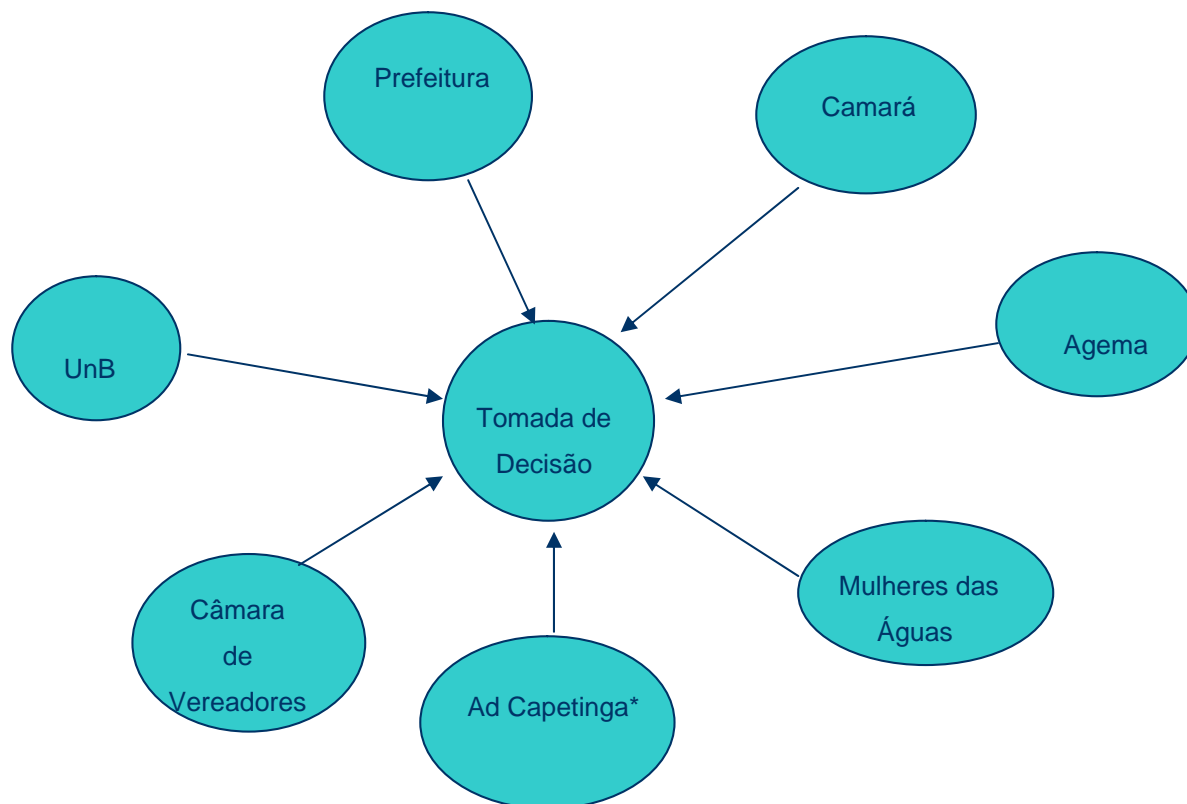 Prefeitura
Camará
Agema
UnB
Tomada de
Decisão
Mulheres das
Águas
Câmara
de
Vereadores
Ad Capetinga*